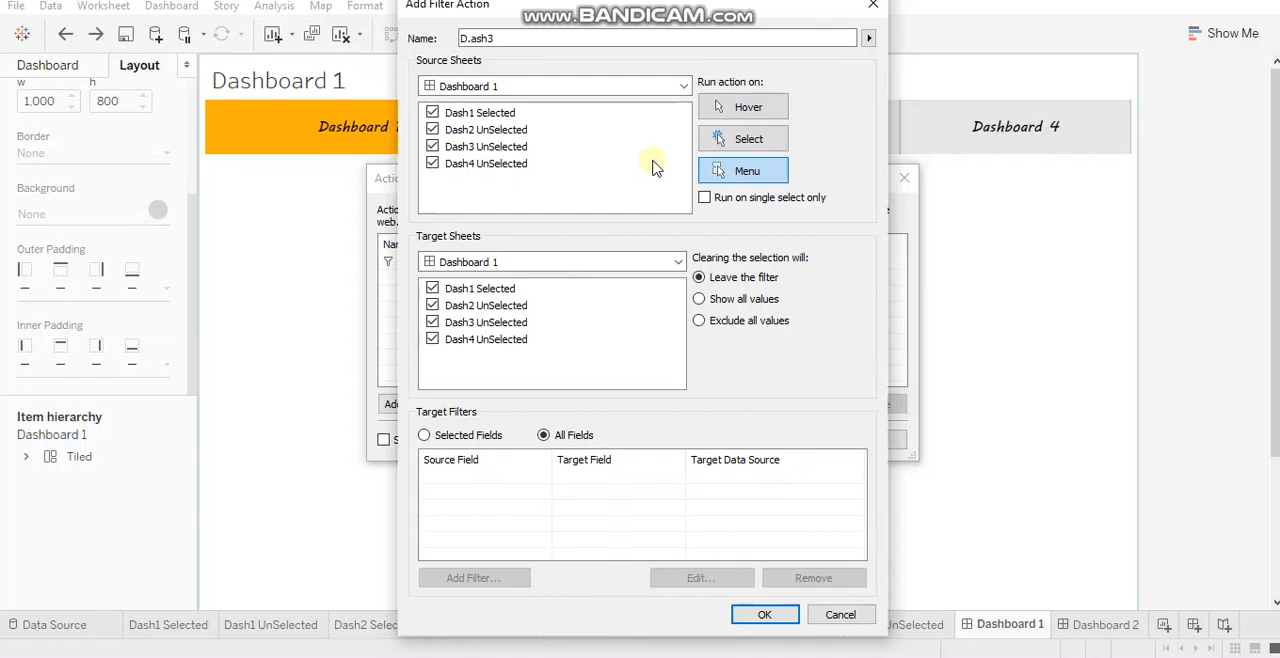 www.BANDICAM.com
File Data Worksheet Dashboard Story Analysis Map Format
Add Filter Action
Show Me
Name: D.ash3
Dashboard Layout
w h
1,000 800
Border
None
Background
None
Outer Padding
Inner Padding
Item hierarchy
Dashboard 1
Tiled
Dashboard 1
Dashboard 1
Dashboard 4
Source Sheets
Dashboard 1
Dash1 Selected
Dash2 UnSelected
Dash3 UnSelected
Dash4 UnSelected
Run action on:
Hover
Select
Menu
Run on single select only
Target Sheets
Dashboard 1
Dash1 Selected
Dash2 UnSelected
Dash3 UnSelected
Dash4 UnSelected
Clearing the selection will:
Leave the filter
Show all values
Exclude all values
Target Filters
Selected Fields All Fields
Source Field Target Field Target Data Source
Add Filter... Edit... Remove
OK Cancel
Data Source Dash1 Selected Dash1 UnSelected Dash2 Selec UnSelected Dashboard 1 Dashboard 2